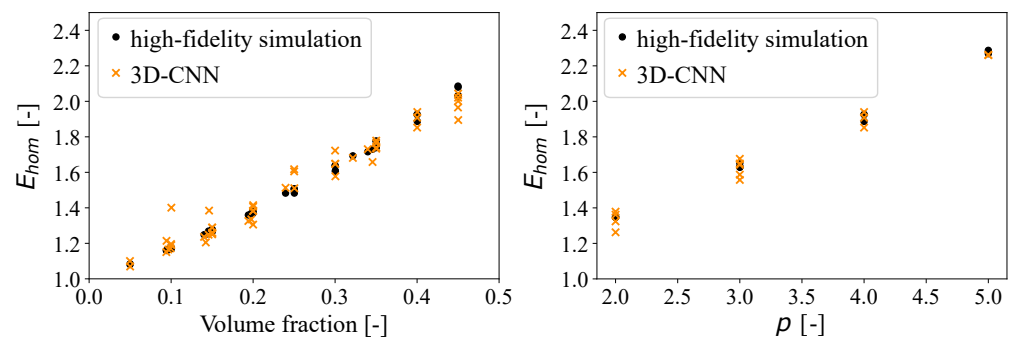 2.4
2.2
2.0
1.8
1.6
1.4
1.2
1.0
E_hom [-]
high-fidelity simulation
3D-CNN
0.0 0.1 0.2 0.3 0.4 0.5
Volume fraction [-]
2.4
2.2
2.0
1.8
1.6
1.4
1.2
1.0
E_hom [-]
high-fidelity simulation
3D-CNN
2.0 2.5 3.0 3.5 4.0 4.5 5.0
p [-]